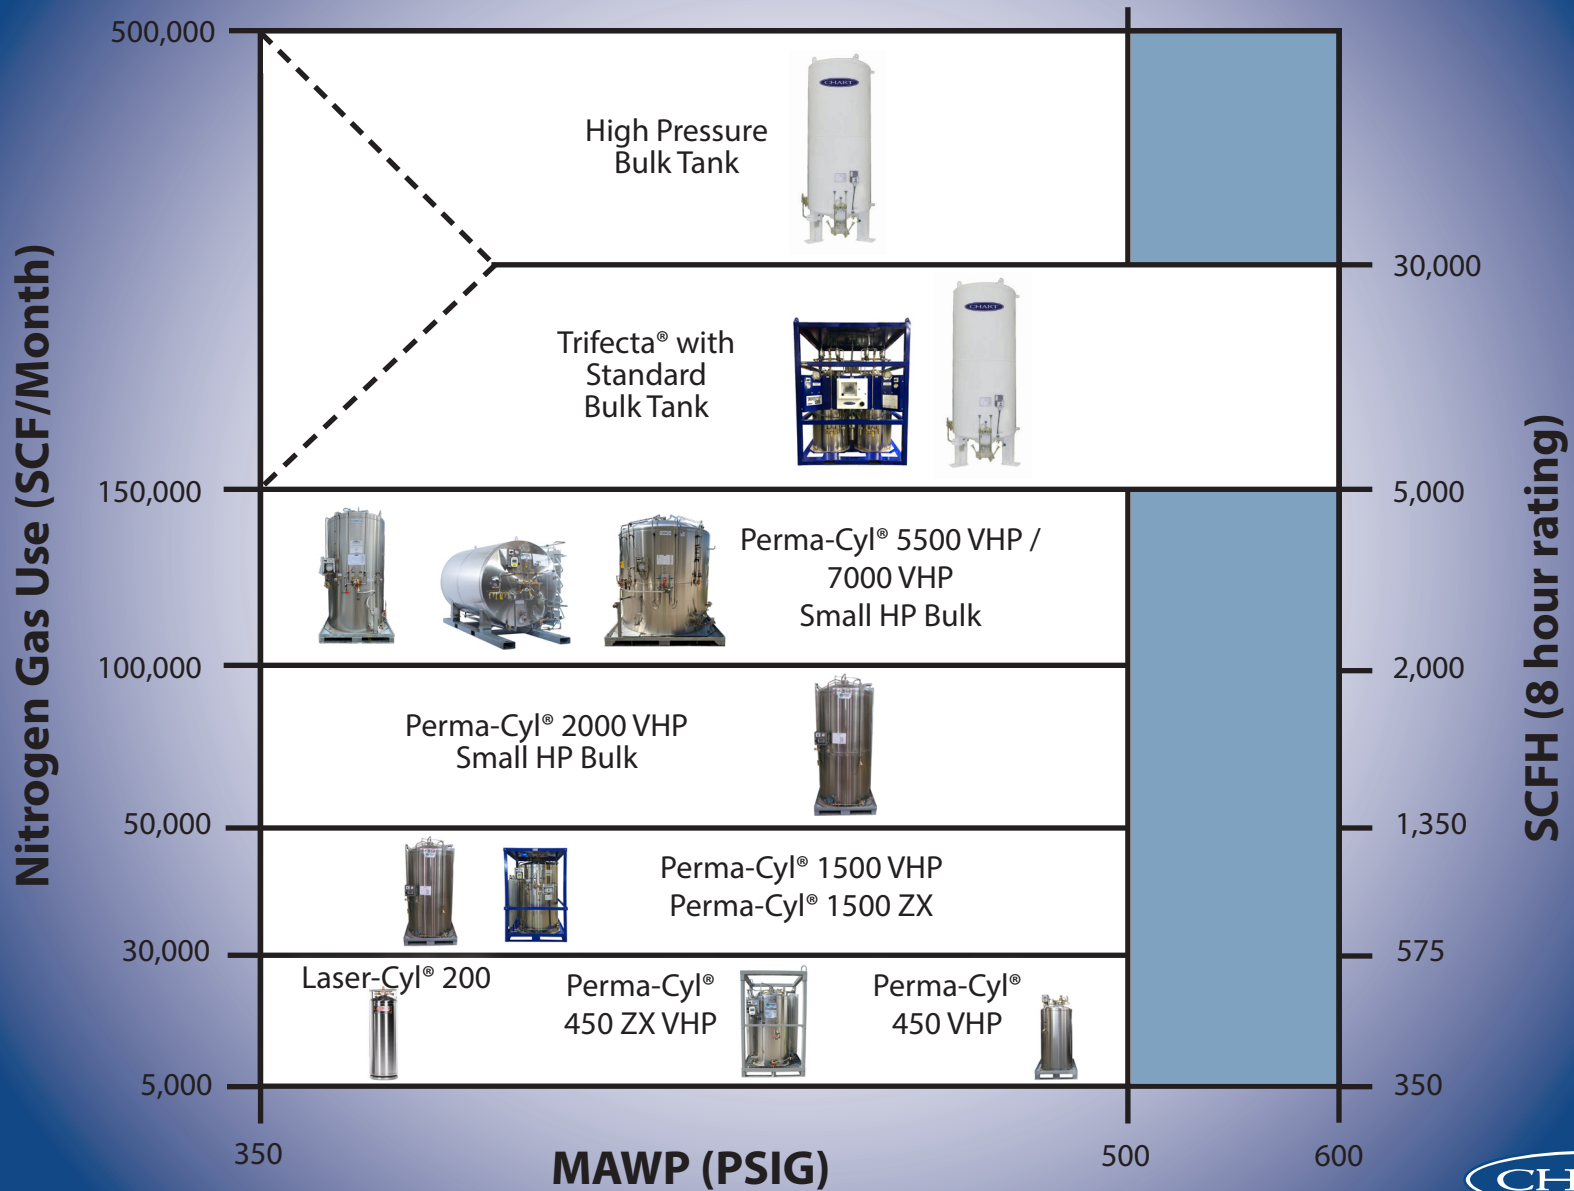 500,000
CHART
High Pressure
Bulk Tank
30,000
CHART
Trifecta® with
Standard
Bulk Tank
150,000
5,000
Perma-Cyl® 5500 VHP /
7000 VHP
Small HP Bulk
100,000
2,000
Perma-Cyl® 2000 VHP
Small HP Bulk
50,000
1,350
Perma-Cyl® 1500 VHP
Perma-Cyl® 1500 ZX
30,000
575
Laser-Cyl® 200
Perma-Cyl®
450 ZX VHP
Perma-Cyl®
450 VHP
5,000
350
350
500
600
MAWP (PSIG)
Nitrogen Gas Use (SCF/Month)
SCFH (8 hour rating)
CH